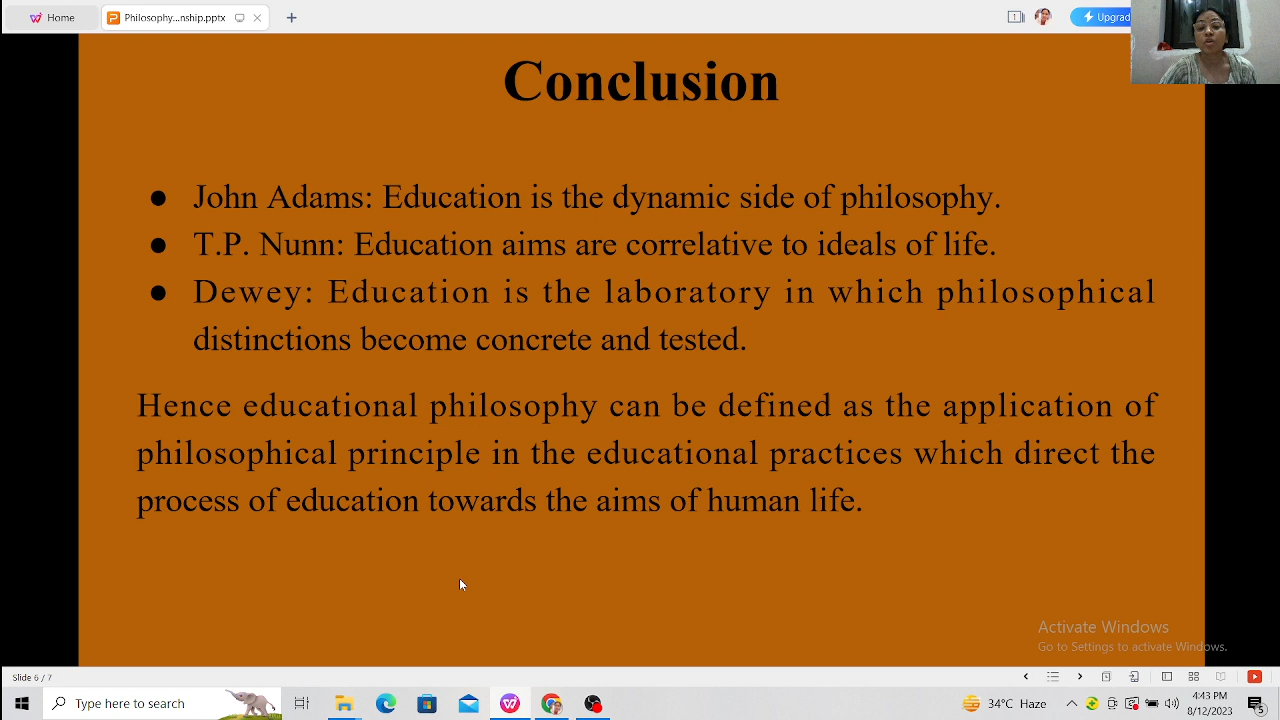 Home
Philosophy...nship.pptx
Upgrad
Conclusion
● John Adams: Education is the dynamic side of philosophy.
● T.P. Nunn: Education aims are correlative to ideals of life.
● Dewey: Education is the laboratory in which philosophical
distinctions become concrete and tested.
Hence educational philosophy can be defined as the application of
philosophical principle in the educational practices which direct the
process of education towards the aims of human life.
Activate Windows
Go to Settings to activate Windows.
Slide 6 / 7
Type here to search
34°C Haze
4:43 PM
8/12/2023
5